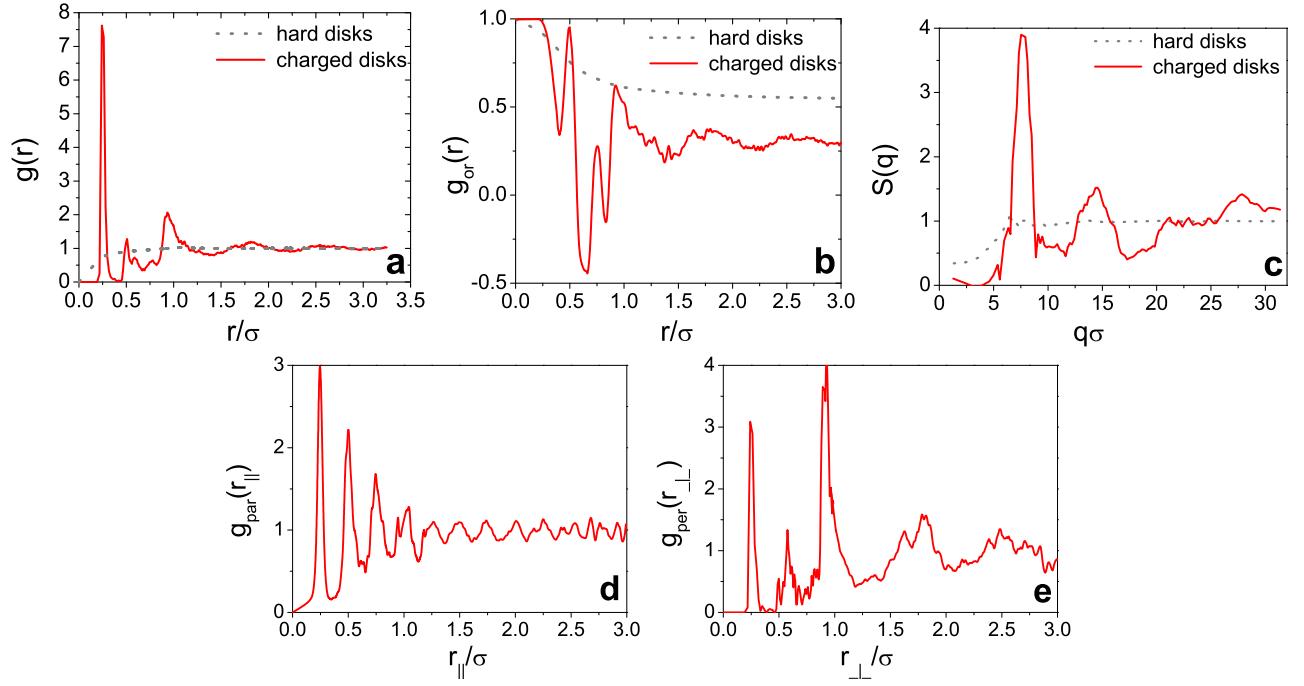 8
7
6
5
4
3
2
1
0
g(r)
hard disks
charged disks
a
0.0 0.5 1.0 1.5 2.0 2.5 3.0 3.5
r/σ
1.0
0.5
0.0
-0.5
g_or(r)
hard disks
charged disks
b
0.0 0.5 1.0 1.5 2.0 2.5 3.0
r/σ
4
3
2
1
0
S(q)
hard disks
charged disks
c
0 5 10 15 20 25 30
qσ
3
2
1
0
g_par(r_||)
d
0.0 0.5 1.0 1.5 2.0 2.5 3.0
r_||/σ
4
3
2
1
0
g_per(r_⊥)
e
0.0 0.5 1.0 1.5 2.0 2.5 3.0
r_⊥/σ